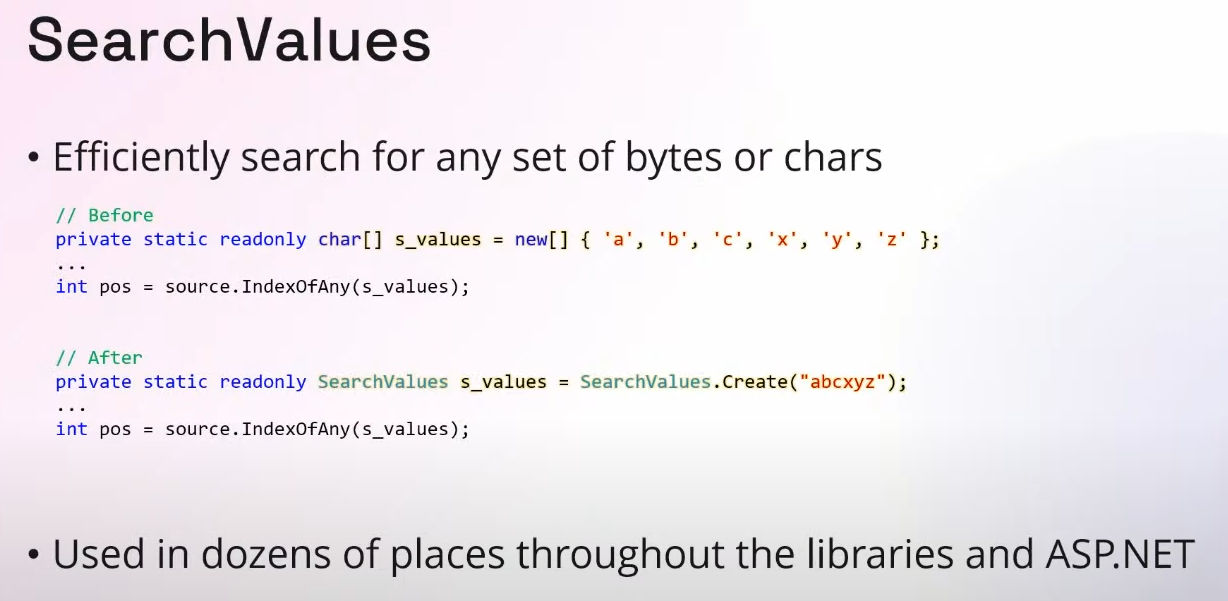 SearchValues
• Efficiently search for any set of bytes or chars
// Before
private static readonly char[] s_values = new[] { 'a', 'b', 'c', 'x', 'y', 'z' };
...
int pos = source.IndexOfAny(s_values);
// After
private static readonly SearchValues s_values = SearchValues.Create("abcxyz");
...
int pos = source.IndexOfAny(s_values);
• Used in dozens of places throughout the libraries and ASP.NET